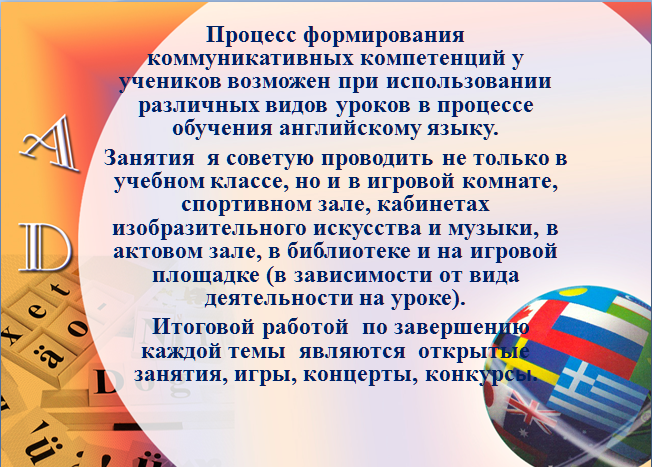 Процесс формирования
коммуникативных компетенций у
учеников возможен при использовании
различных видов уроков в процессе
обучения английскому языку.
Занятия я советую проводить не только в
учебном классе, но и в игровой комнате,
спортивном зале, кабинетах
изобразительного искусства и музыки, в
актовом зале, в библиотеке и на игровой
площадке (в зависимости от вида
деятельности на уроке).
Итоговой работой по завершению
каждой темы являются открытые
занятия, игры, концерты, конкурсы.
A
D
x e t
ä o
N
D o g
ü